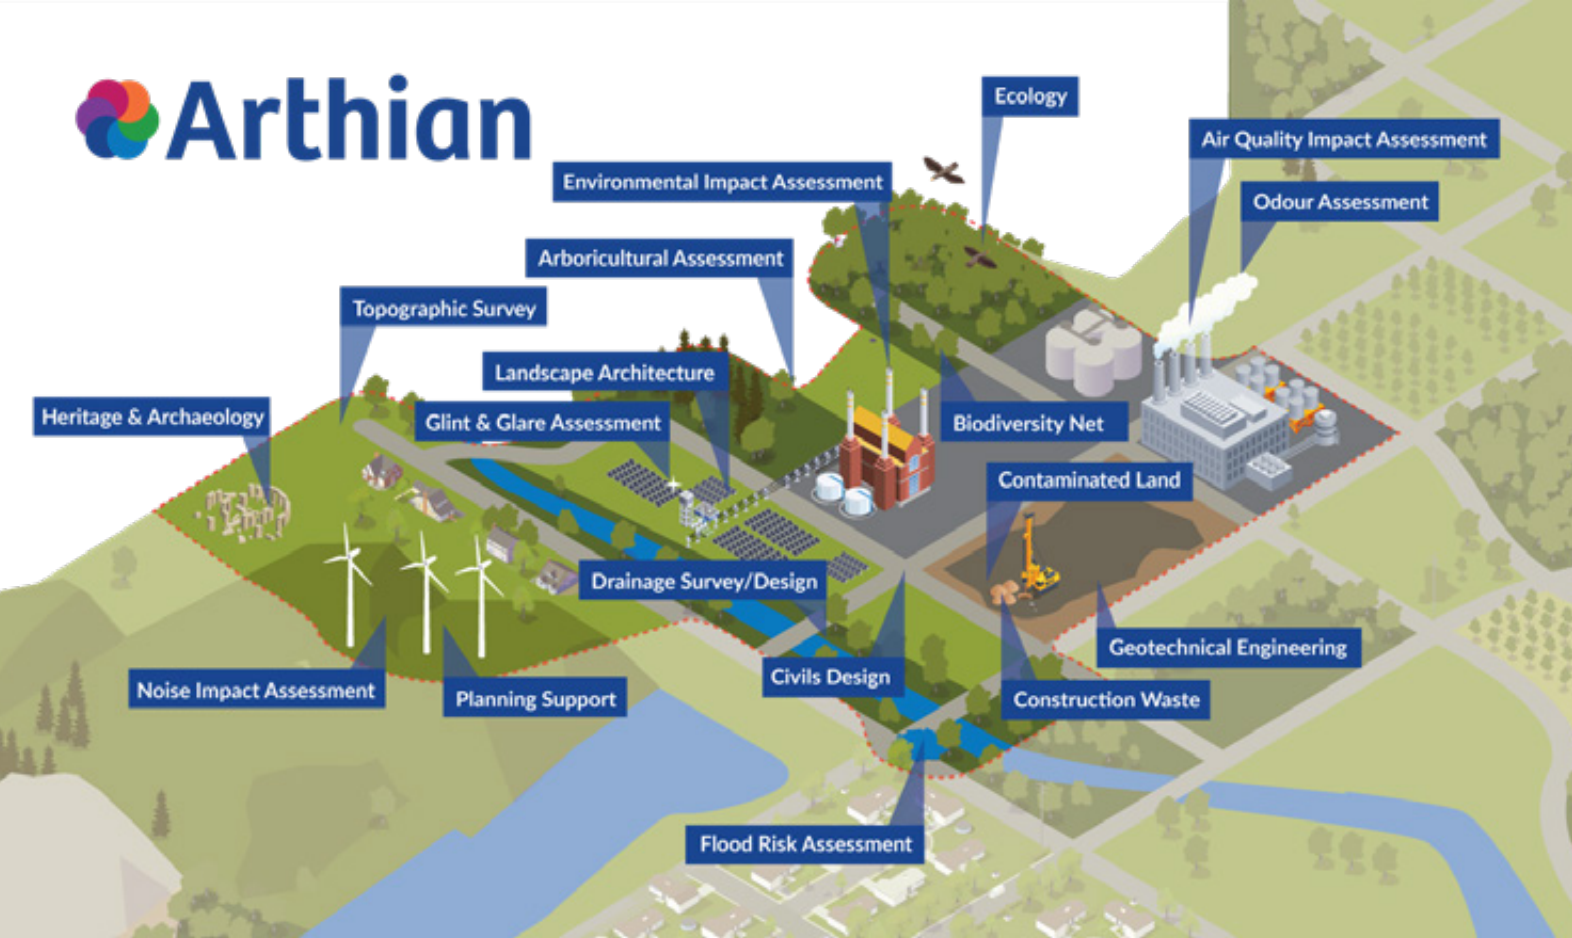 Arthian
Ecology
Air Quality Impact Assessment
Environmental Impact Assessment
Odour Assessment
Arboricultural Assessment
Topographic Survey
Landscape Architecture
Heritage & Archaeology
Glint & Glare Assessment
Biodiversity Net
Contaminated Land
Drainage Survey/Design
Geotechnical Engineering
Civils Design
Noise Impact Assessment
Planning Support
Construction Waste
Flood Risk Assessment